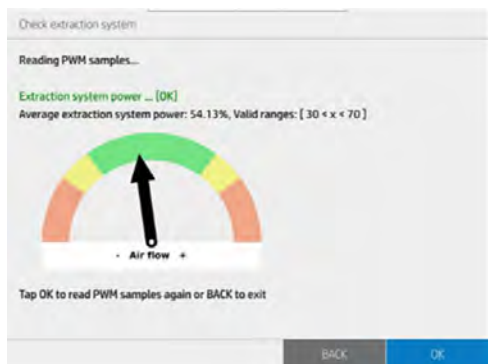 Check extraction system
Reading PWM samples...
Extraction system power ... [OK]
Average extraction system power: 54.13%, Valid ranges: [ 30 < x < 70 ]
- Air flow +
Tap OK to read PWM samples again or BACK to exit
BACK OK